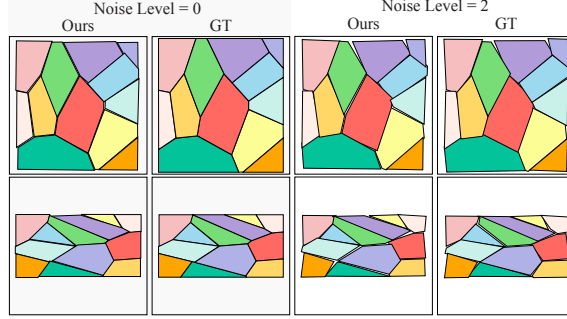 Noise Level = 0 Noise Level = 2
Ours GT Ours GT